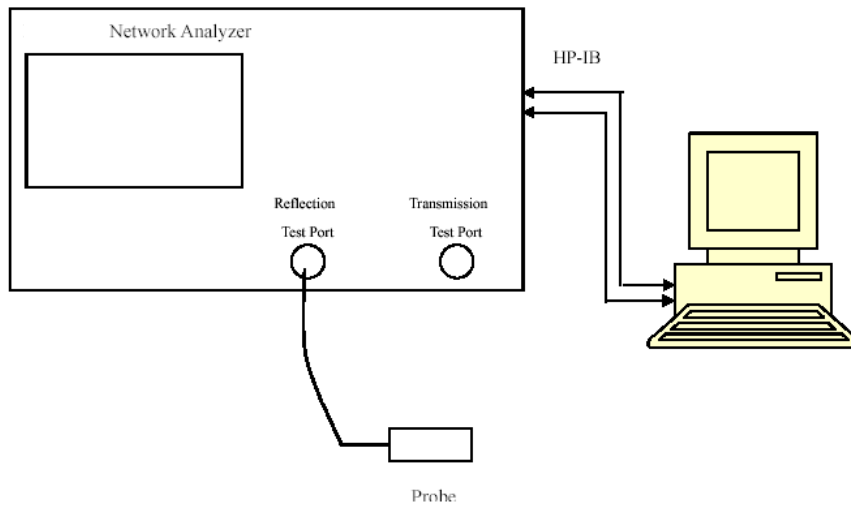 Network Analyzer
HP-IB
Reflection
Test Port
Transmission
Test Port
Probe